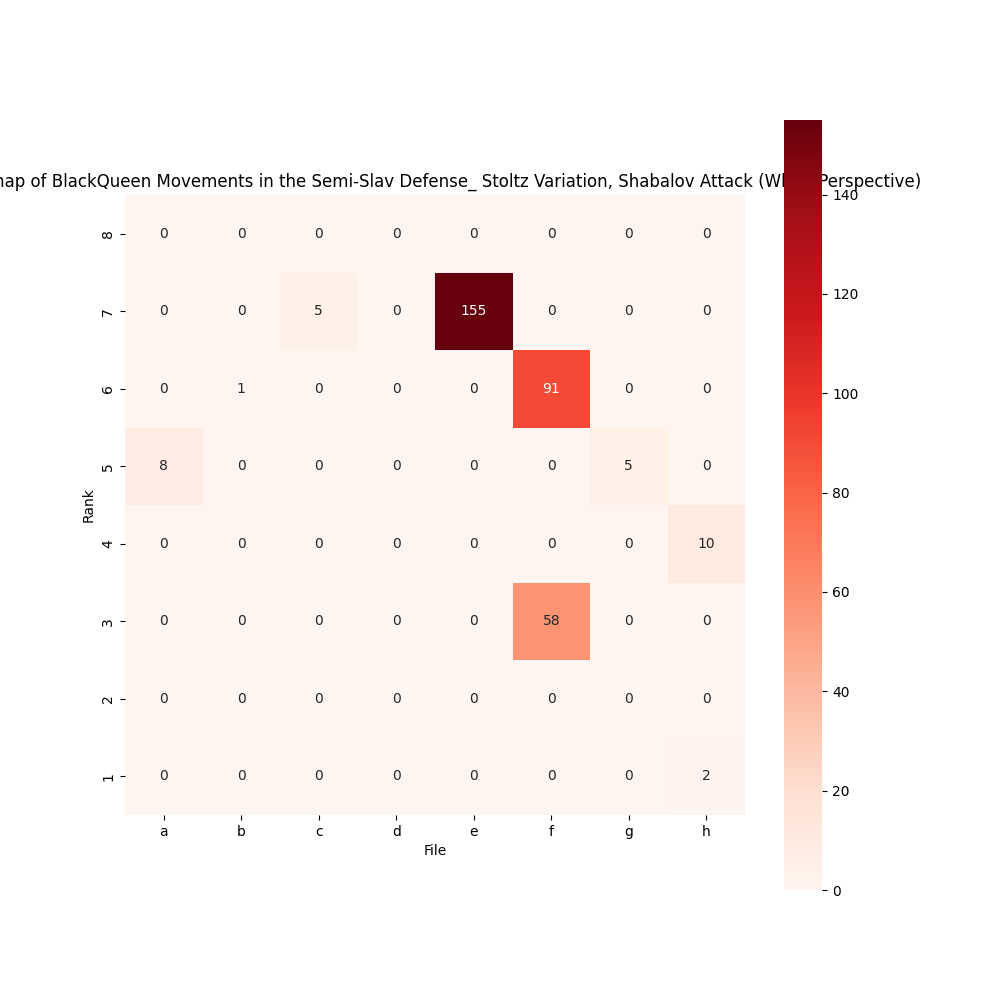 map of BlackQueen Movements in the Semi-Slav Defense_ Stoltz Variation, Shabalov Attack (W Perspective)
140
8 0 0 0 0 0 0 0 0
7 0 0 5 0 155 0 0 0
120
6 0 1 0 0 0 91 0 0
100
5 8 0 0 0 0 0 5 0
80
Rank
4 0 0 0 0 0 0 0 10
60
3 0 0 0 0 0 58 0 0
40
2 0 0 0 0 0 0 0 0
1 0 0 0 0 0 0 0 2
20
a b c d e f g h
File
0